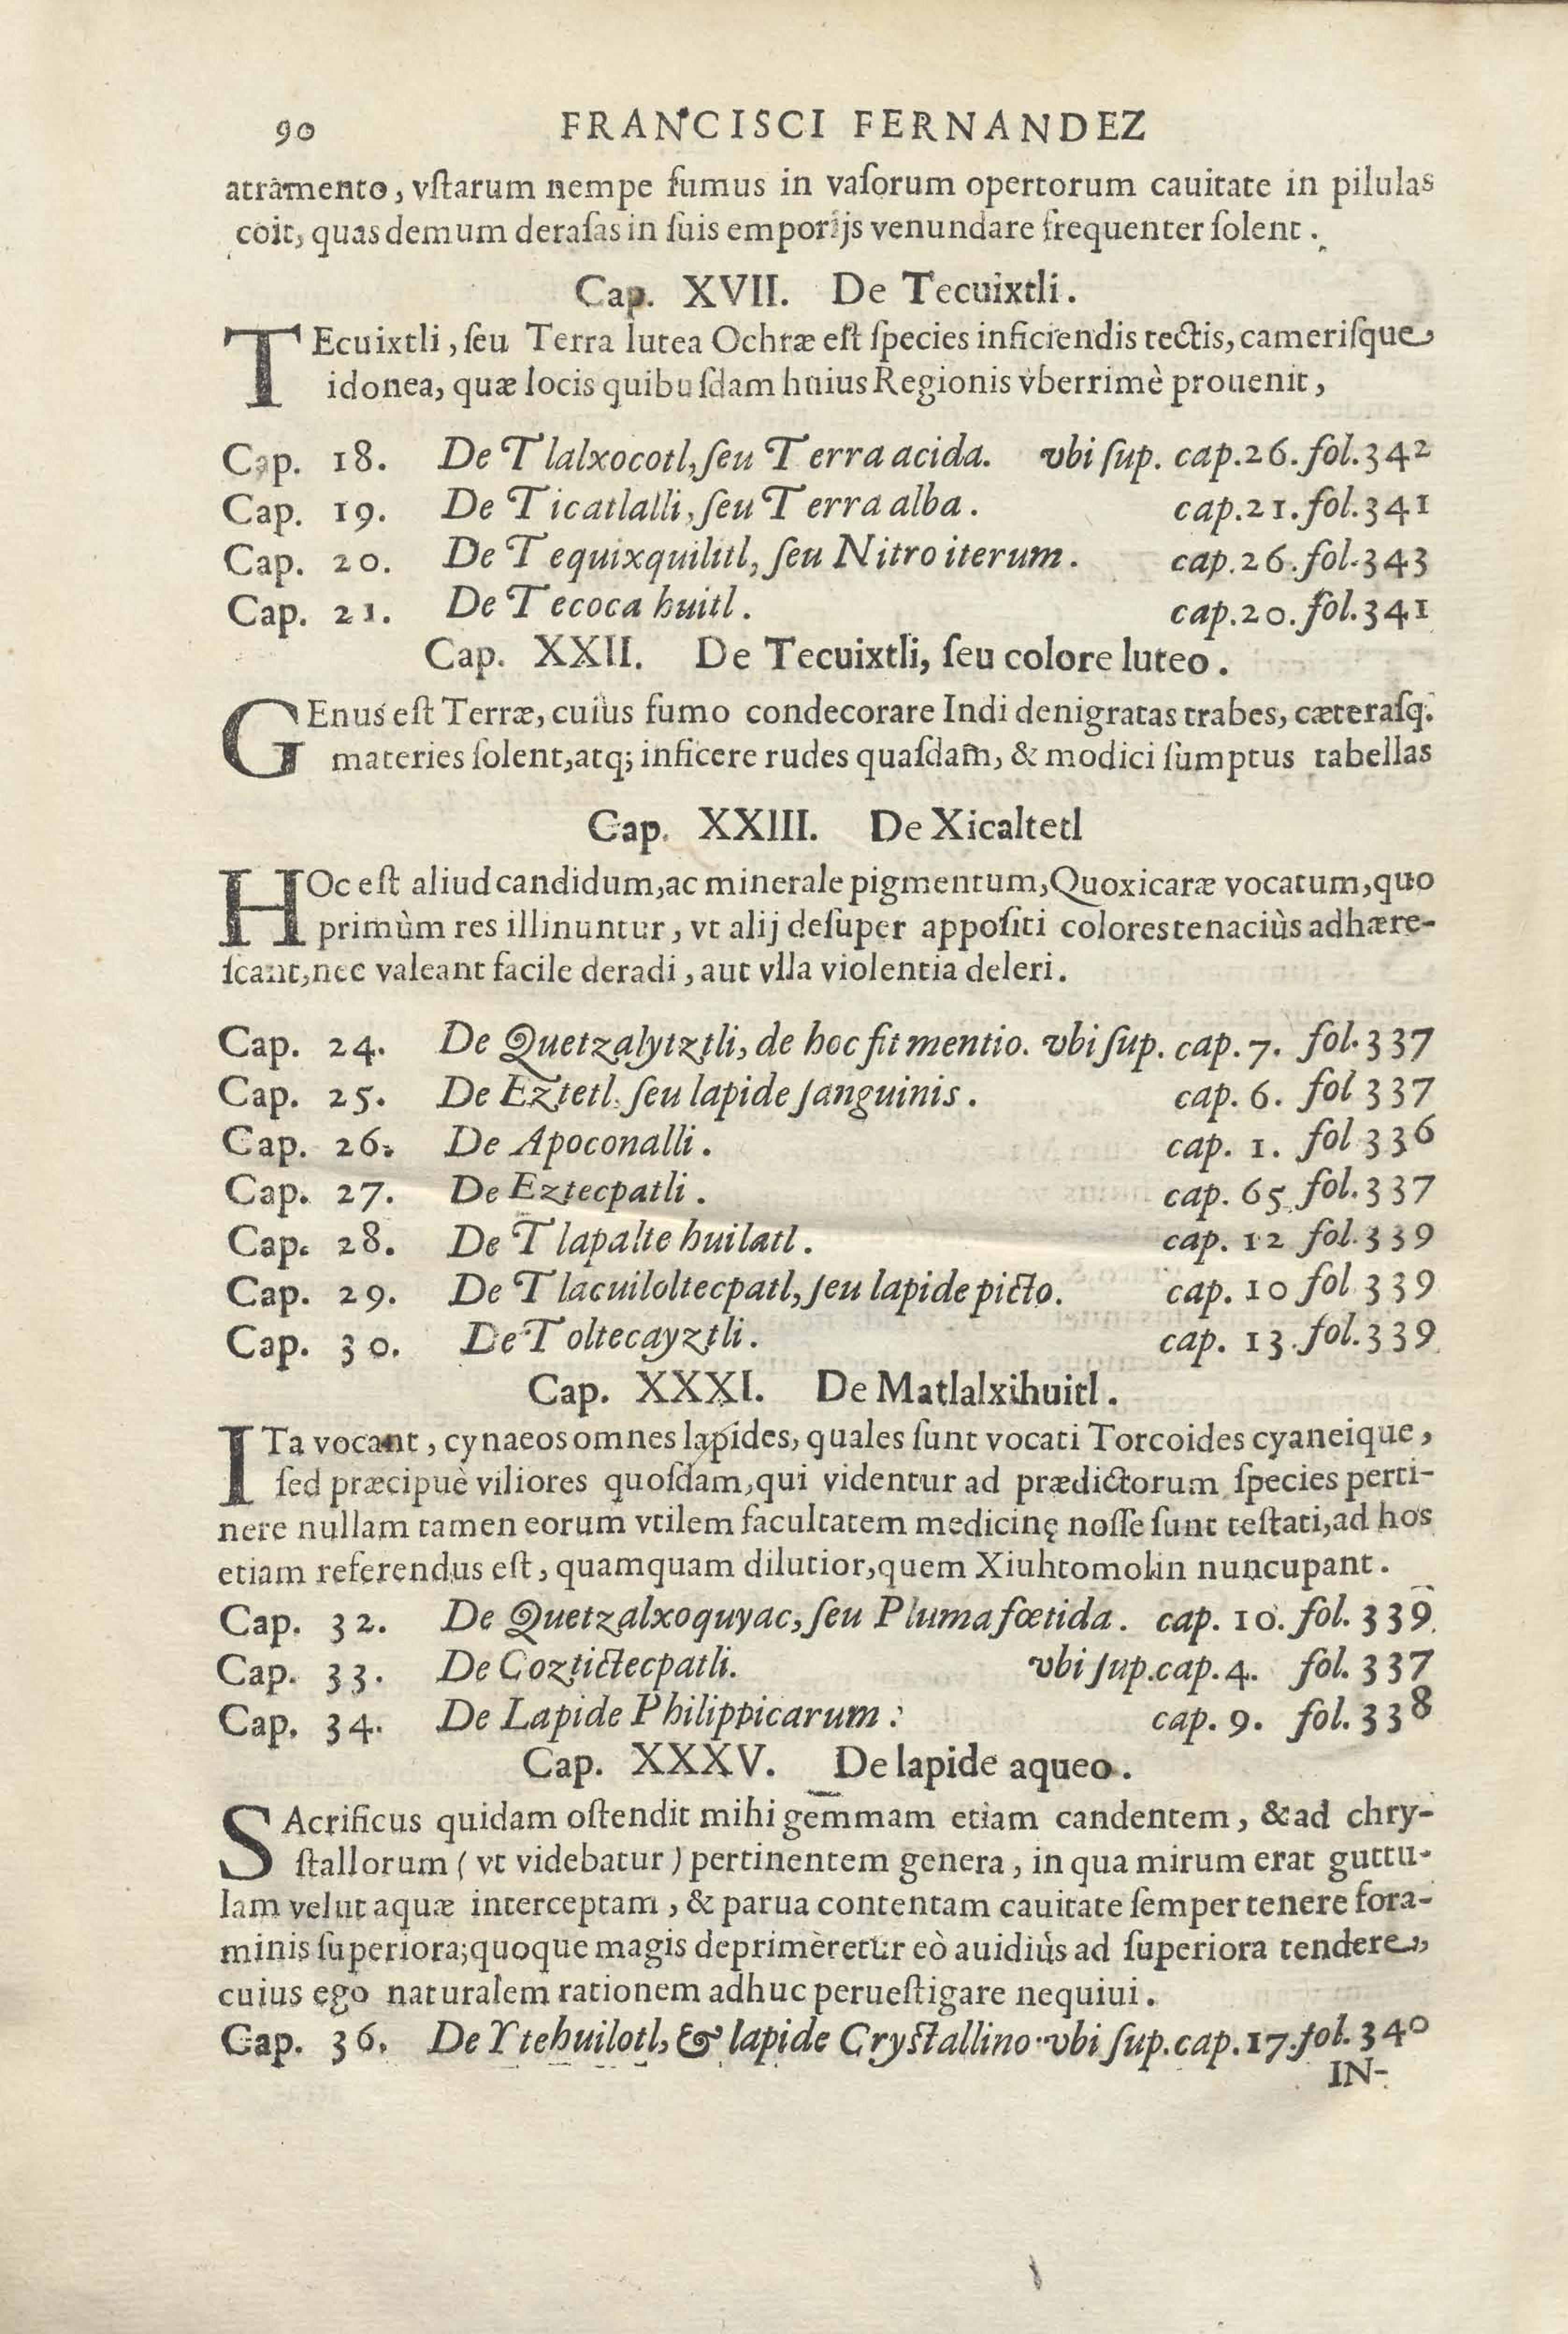 90 FRANCISCI FERNANDEZ
atramento, vſtarum nempe fumus in vaſorum opertorum cauitate in pilulas
coit, quas demum deraſas in ſuis emporijs venundare frequenter ſolent.
Cap. XVII. De Tecuixtli.
TEcuixtli, ſeu Terra lutea Ochræ eſt ſpecies inficiendis tectis, cameriſque,
idonea, quæ locis quibuſdam huius Regionis vberrimè prouenit,
Cap. 18. De Tlalxocotl, ſeu Terra acida. vbi ſup. cap. 26. fol. 342
Cap. 19. De Ticatlalli, ſeu Terra alba. cap. 21. fol. 341
Cap. 20. De Tequixquilitl, ſeu Nitro iterum. cap. 26. fol. 343
Cap. 21. De Tecoca huitl. cap. 20. fol. 341
Cap. XXII. De Tecuixtli, ſeu colore luteo.
GEnus eſt Terræ, cuius fumo condecorare Indi denigratas trabes, cæteraſq.
materies ſolent, atq; inficere rudes quaſdam, & modici ſumptus tabellas
Cap. XXIII. De Xicaltetl
HOc eſt aliud candidum, ac minerale pigmentum, Quoxicaræ vocatum, quo
primùm res illinuntur, vt alij deſuper appoſiti colores tenaciùs adhære-
ſcant, nec valeant facile deradi, aut vlla violentia deleri.
Cap. 24. De Quetzalytztli, de hoc fit mentio. vbi ſup. cap. 7. fol. 337
Cap. 25. De Eztetl. ſeu lapide ſanguinis. cap. 6. fol 337
Cap. 26. De Apoconalli. cap. 1. fol 336
Cap. 27. De Eztecpatli. cap. 65. fol. 337
Cap. 28. De Tlapalte huilatl. cap. 12 fol. 339
Cap. 29. De Tlacuiloltecpatl, ſeu lapide picto. cap. 10 fol 339
Cap. 30. De Toltecayztli. cap. 13. fol. 339
Cap. XXXI. De Matlalxihuitl.
ITa vocant, cynaeos omnes lapides, quales ſunt vocati Torcoides cyaneique,
ſed præcipuè viliores quoſdam, qui videntur ad prædictorum ſpecies perti-
nere nullam tamen eorum vtilem facultatem medicinę noſſe ſunt teſtati, ad hos
etiam referendus eſt, quamquam dilutior, quem Xiuhtomolin nuncupant.
Cap. 32. De Quetzalxoquyac, ſeu Pluma fœtida. cap. 10. fol. 339.
Cap. 33. De Coztictecpatli. vbi ſup. cap. 4. fol. 337
Cap. 34. De Lapide Philippicarum: cap. 9. fol. 338
Cap. XXXV. De lapide aqueo.
SAcrificus quidam oſtendit mihi gemmam etiam candentem, & ad chry-
ſtallorum (vt videbatur) pertinentem genera, in qua mirum erat guttu-
lam velut aquæ interceptam, & parua contentam cauitate ſemper tenere fora-
minis ſuperiora; quoque magis deprimeretur eò auidiùs ad ſuperiora tendere,
cuius ego naturalem rationem adhuc perueſtigare nequiui.
Cap. 36. De Ytehuilotl, & lapide Cryſtallino. vbi ſup. cap. 17. fol. 340
IN-